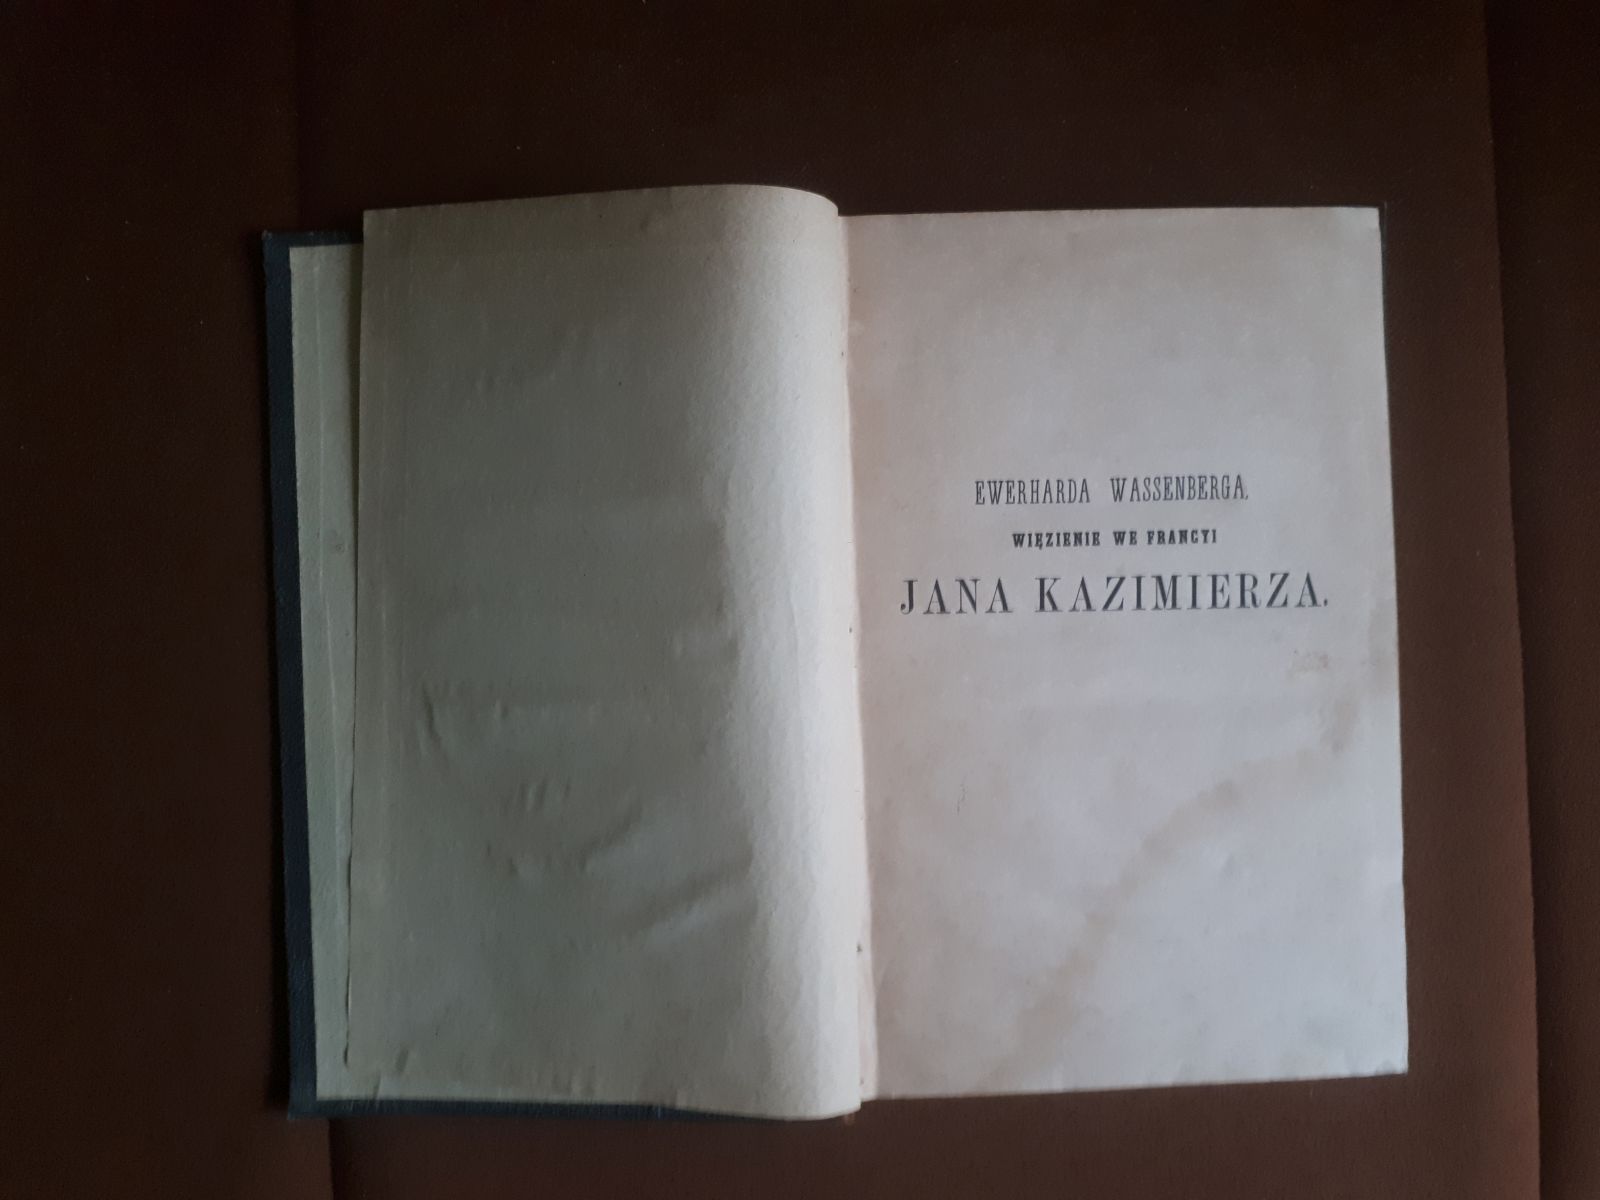 EWERHARDA WASSENBERGA,
WIĘZIENIE WE FRANCYI
JANA KAZIMIERZA.